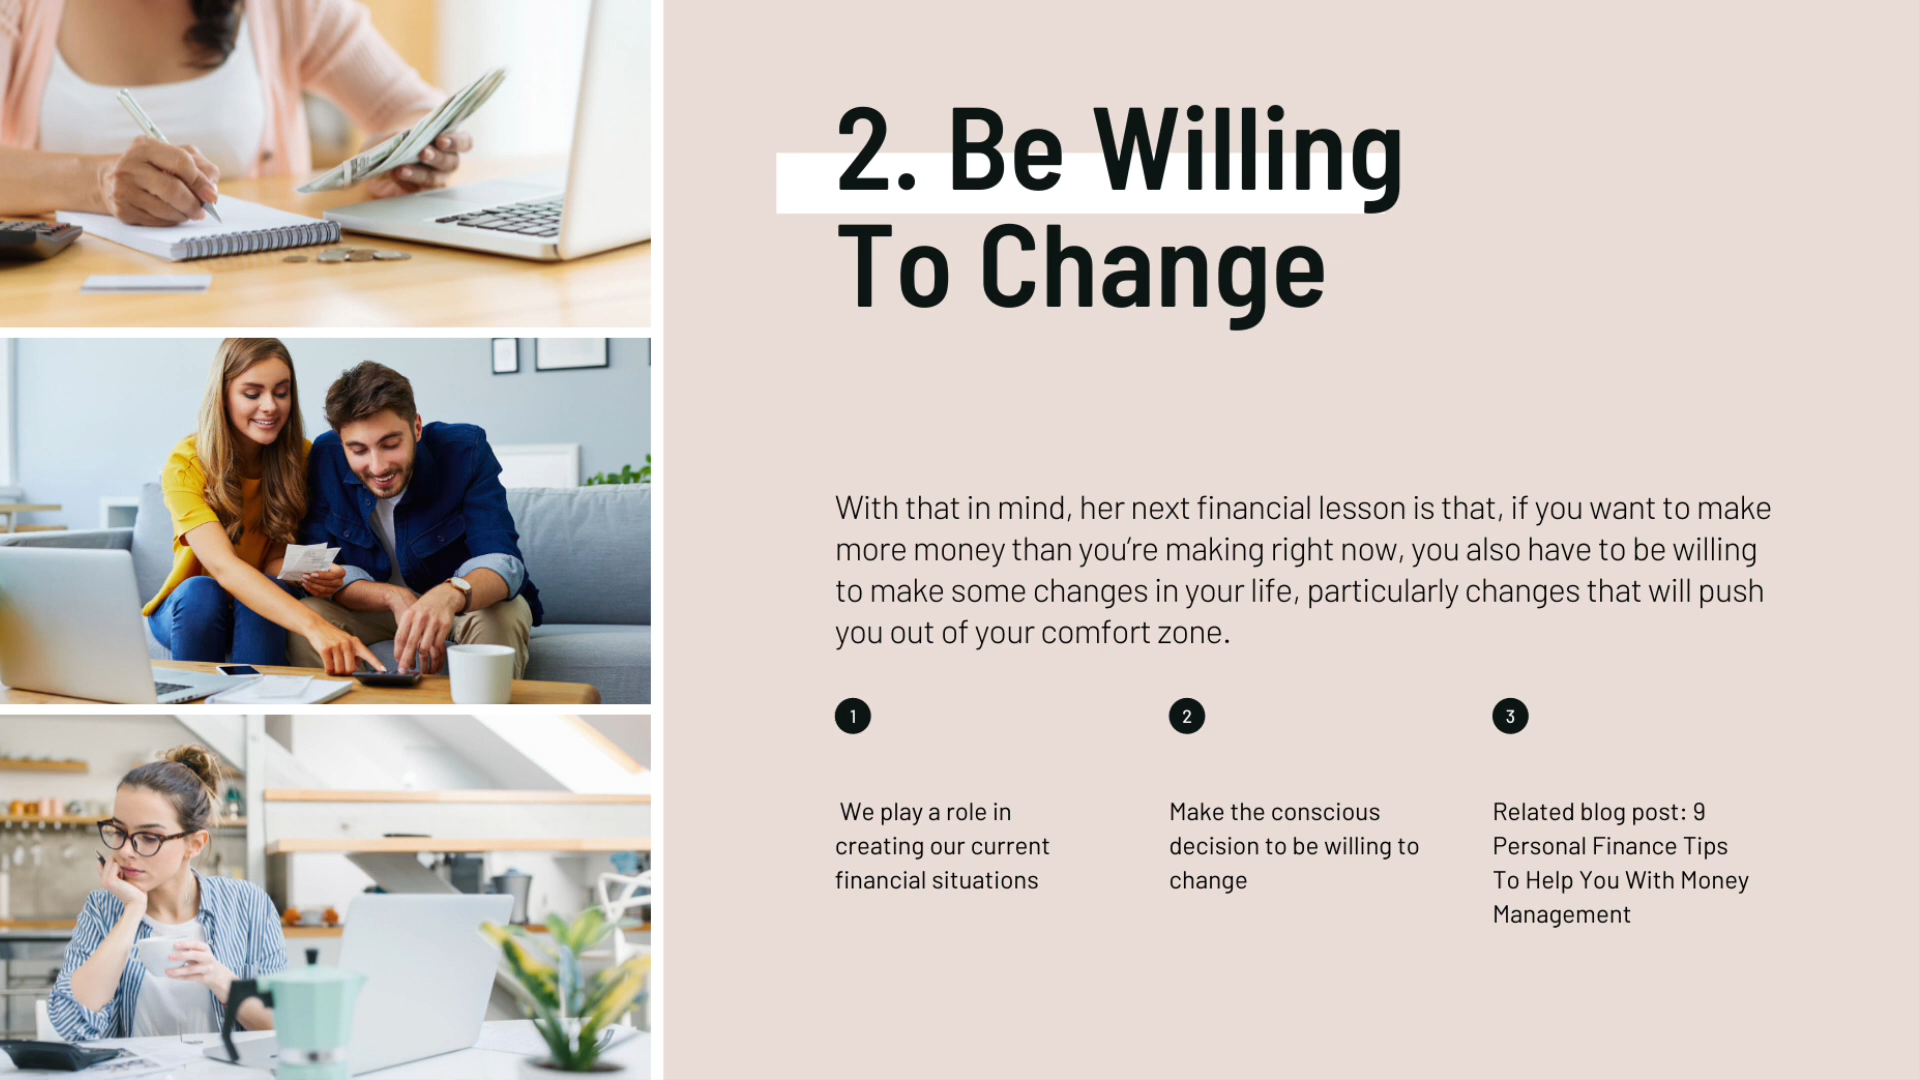 2. Be Willing
To Change
With that in mind, her next financial lesson is that, if you want to make
more money than you’re making right now, you also have to be willing
to make some changes in your life, particularly changes that will push
you out of your comfort zone.
1
We play a role in
creating our current
financial situations
2
Make the conscious
decision to be willing to
change
3
Related blog post: 9
Personal Finance Tips
To Help You With Money
Management